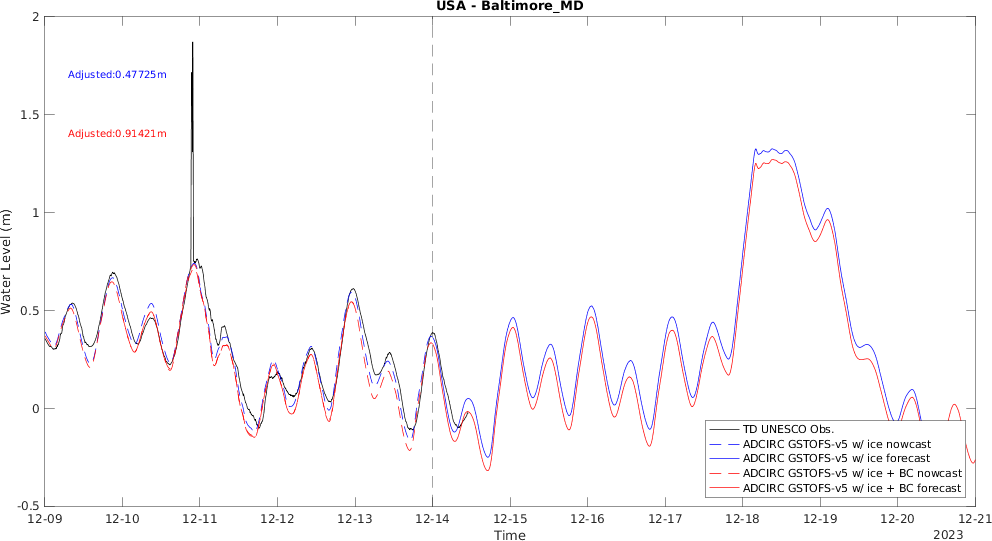 USA - Baltimore_MD
2
1.5
1
0.5
0
-0.5
Water Level (m)
Adjusted:0.47725m
Adjusted:0.91421m
TD UNESCO Obs.
ADCIRC GSTOFS-v5 w/ ice nowcast
ADCIRC GSTOFS-v5 w/ ice forecast
ADCIRC GSTOFS-v5 w/ ice + BC nowcast
ADCIRC GSTOFS-v5 w/ ice + BC forecast
12-09 12-10 12-11 12-12 12-13 12-14 12-15 12-16 12-17 12-18 12-19 12-20 12-21
Time
2023